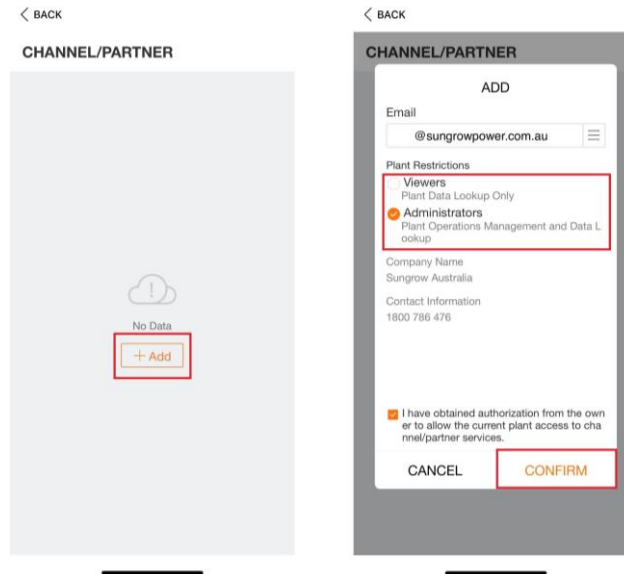 BACK
CHANNEL/PARTNER
No Data
+ Add
BACK
CHANNEL/PARTNER
ADD
Email
@sungrowpower.com.au
Plant Restrictions
Viewers
Plant Data Lookup Only
Administrators
Plant Operations Management and Data L
ookup
Company Name
Sungrow Australia
Contact Information
1800 786 476
I have obtained authorization from the own
er to allow the current plant access to cha
nnel/partner services.
CANCEL
CONFIRM